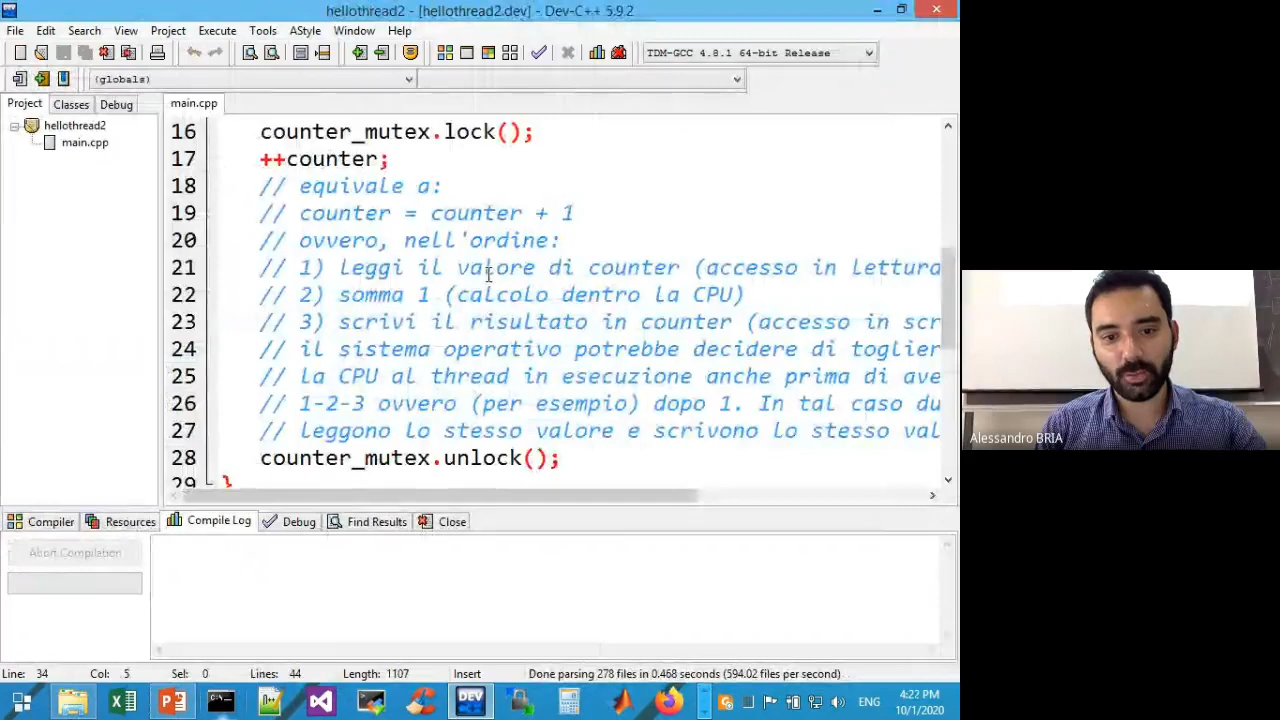 hellothread2 - [hellothread2.dev] - Dev-C++ 5.9.2
File Edit Search View Project Execute Tools AStyle Window Help
TDM-GCC 4.8.1 64-bit Release
(globals)
Project Classes Debug
main.cpp
hellothread2
main.cpp
16 counter_mutex.lock();
17 ++counter;
18 // equivale a:
19 // counter = counter + 1
20 // ovvero, nell'ordine:
21 // 1) leggi il valore di counter (accesso in lettura
22 // 2) somma 1 (calcolo dentro la CPU)
23 // 3) scrivi il risultato in counter (accesso in scr
24 // il sistema operativo potrebbe decidere di toglier
25 // la CPU al thread in esecuzione anche prima di ave
26 // 1-2-3 ovvero (per esempio) dopo 1. In tal caso du
27 // leggono lo stesso valore e scrivono lo stesso val
28 counter_mutex.unlock();
29 }
Compiler Resources Compile Log Debug Find Results Close
Abort Compilation
Line: 34 Col: 5 Sel: 0 Lines: 44 Length: 1107 Insert Done parsing 278 files in 0.468 seconds (594.02 files per second)
DEV
ENG
4:22 PM
10/1/2020
Alessandro BRIA